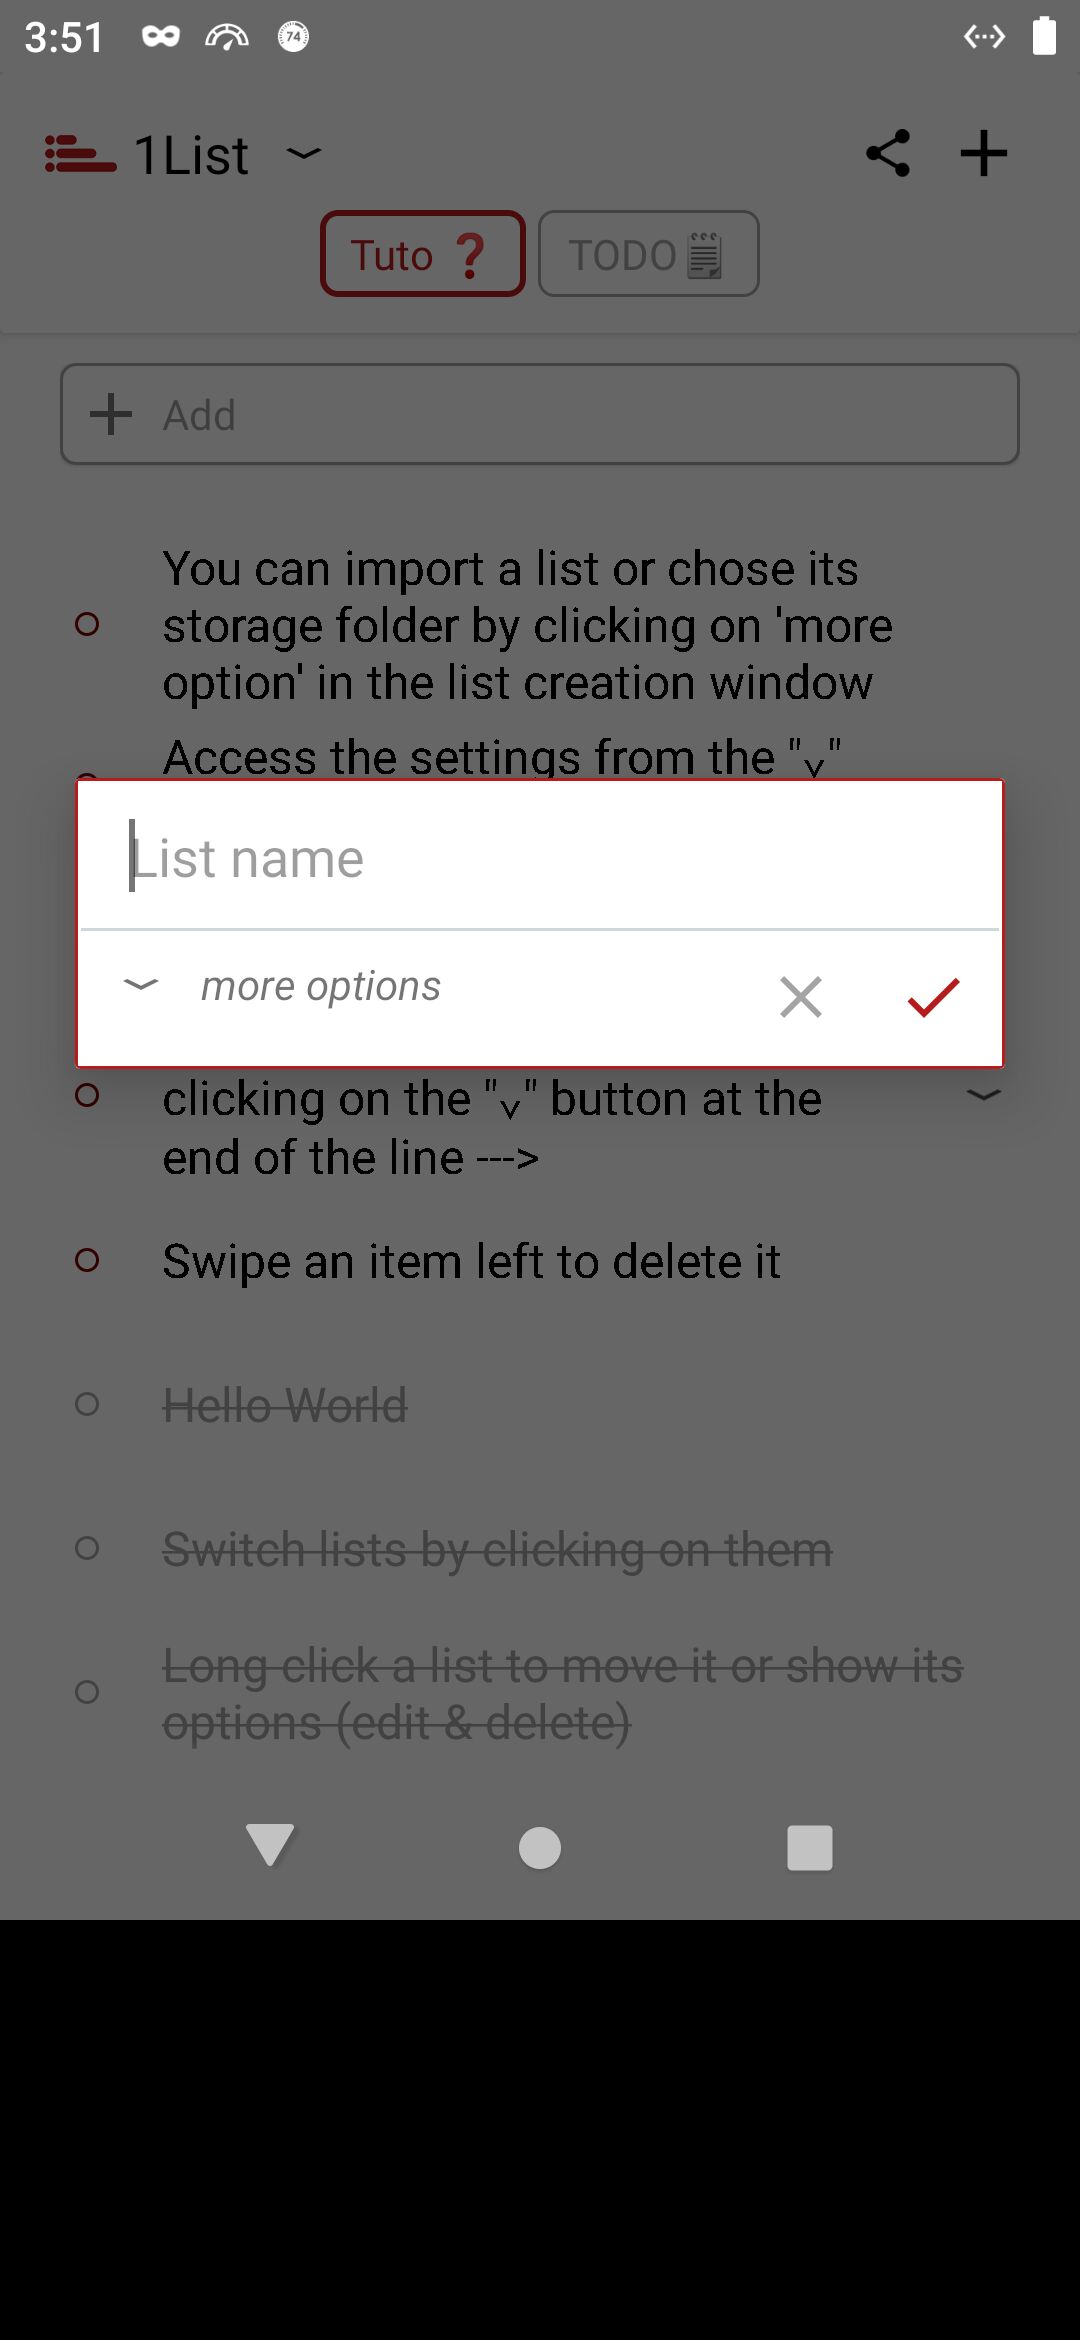 3:51
74
1List
Tuto ❓
TODO
Add
You can import a list or chose its
storage folder by clicking on 'more
option' in the list creation window
Access the settings from the "v"
List name
more options
clicking on the "v" button at the
end of the line --->
Swipe an item left to delete it
Hello World
Switch lists by clicking on them
Long click a list to move it or show its
options (edit & delete)